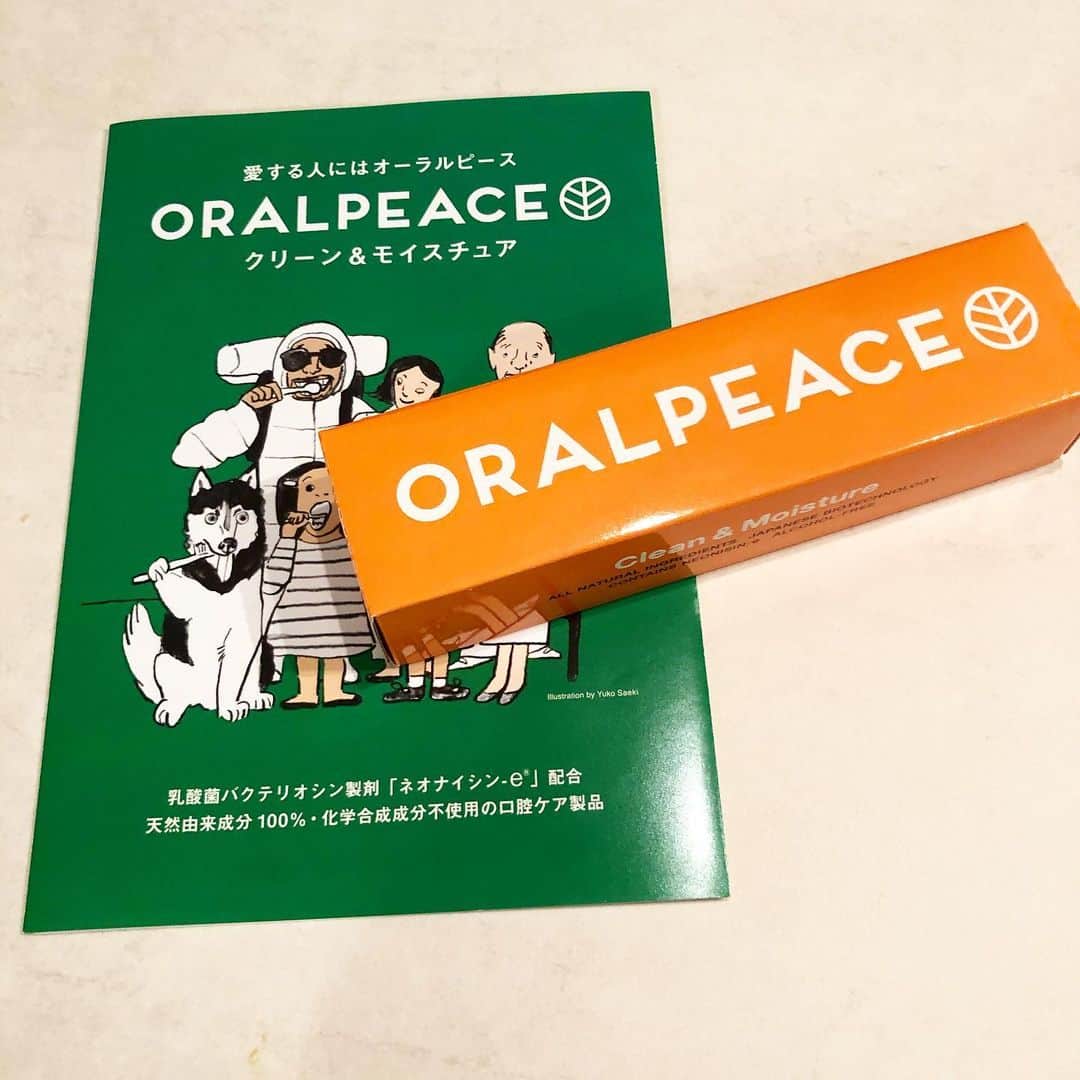 愛する人にはオーラルピース
ORALPEACE
クリーン＆モイスチュア
Illustration by Yuko Saeki
乳酸菌バクテリオシン製剤「ネオナイシン-e®」配合
天然由来成分100%・化学合成成分不使用の口腔ケア製品
ORALPEACE
Clean & Moisture
ALL NATURAL INGREDIENTS JAPANESE BIOTECHNOLOGY
CONTAINS NEONISIN-e ALCOHOL FREE